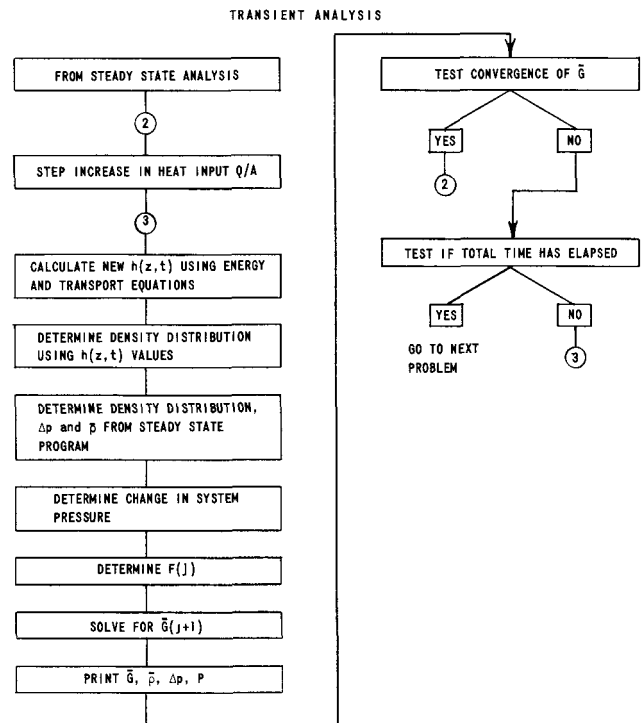 TRANSIENT ANALYSIS
FROM STEADY STATE ANALYSIS
2
STEP INCREASE IN HEAT INPUT Q/A
3
CALCULATE NEW h(z,t) USING ENERGY
AND TRANSPORT EQUATIONS
DETERMINE DENSITY DISTRIBUTION
USING h(z,t) VALUES
DETERMINE DENSITY DISTRIBUTION,
Δp and p̄ FROM STEADY STATE
PROGRAM
DETERMINE CHANGE IN SYSTEM
PRESSURE
DETERMINE F(J)
SOLVE FOR Ḡ(j+1)
PRINT Ḡ, ρ̄, Δp, P
TEST CONVERGENCE OF Ḡ
YES
NO
2
TEST IF TOTAL TIME HAS ELAPSED
YES
NO
GO TO NEXT
PROBLEM
3